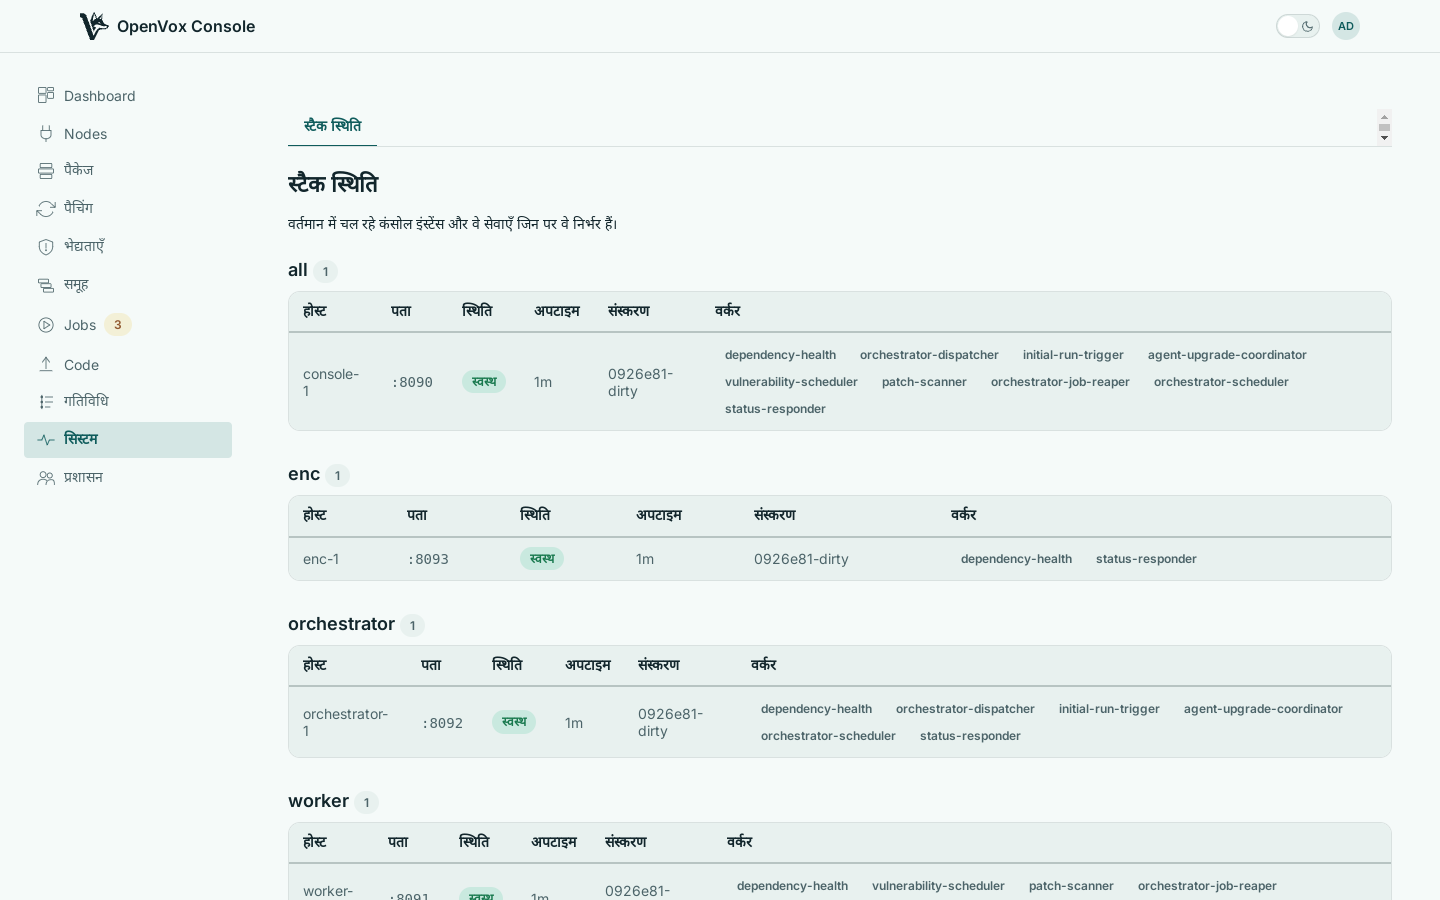 OpenVox Console
AD
Dashboard
Nodes
पैकेज
पैचिंग
भेद्यताएँ
समूह
Jobs 3
Code
गतिविधि
सिस्टम
प्रशासन
स्टैक स्थिति
स्टैक स्थिति
वर्तमान में चल रहे कंसोल इंस्टेंस और वे सेवाएँ जिन पर वे निर्भर हैं।
all 1
होस्ट पता स्थिति अपटाइम संस्करण वर्कर
console-1 :8090 स्वस्थ 1m 0926e81-dirty
dependency-health orchestrator-dispatcher initial-run-trigger agent-upgrade-coordinator
vulnerability-scheduler patch-scanner orchestrator-job-reaper orchestrator-scheduler
status-responder
enc 1
होस्ट पता स्थिति अपटाइम संस्करण वर्कर
enc-1 :8093 स्वस्थ 1m 0926e81-dirty dependency-health status-responder
orchestrator 1
होस्ट पता स्थिति अपटाइम संस्करण वर्कर
orchestrator-1 :8092 स्वस्थ 1m 0926e81-dirty
dependency-health orchestrator-dispatcher initial-run-trigger agent-upgrade-coordinator
orchestrator-scheduler status-responder
worker 1
होस्ट पता स्थिति अपटाइम संस्करण वर्कर
worker- :8091 स्वस्थ 1m 0926e81-
dependency-health vulnerability-scheduler patch-scanner orchestrator-job-reaper